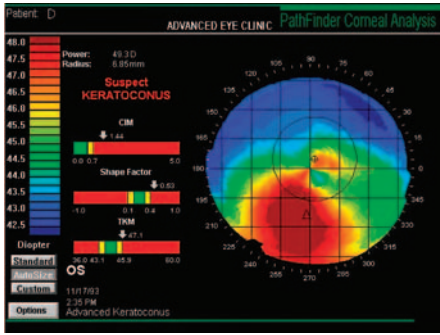 Patient: D
ADVANCED EYE CLINIC PathFinder Corneal Analysis
48.0
47.5
47.0
46.5
46.0
45.5
45.0
44.5
44.0
43.5
43.0
42.5
Diopter
Standard
AutoSize
Custom
Options
Power: 49.3 D
Radius: 6.85mm
Suspect
KERATOCONUS
CIM
1.44
0.0 0.7 5.0
Shape Factor
0.53
-1.0 0.1 0.4 1.0
TKM
47.1
36.0 43.1 45.9 60.0
OS
11/17/93
2:35 PM
Advanced Keratoconus
90
75
60
45
30
15
0
345
330
315
300
285
270
255
240
225
210
195
180
165
150
135
120
105